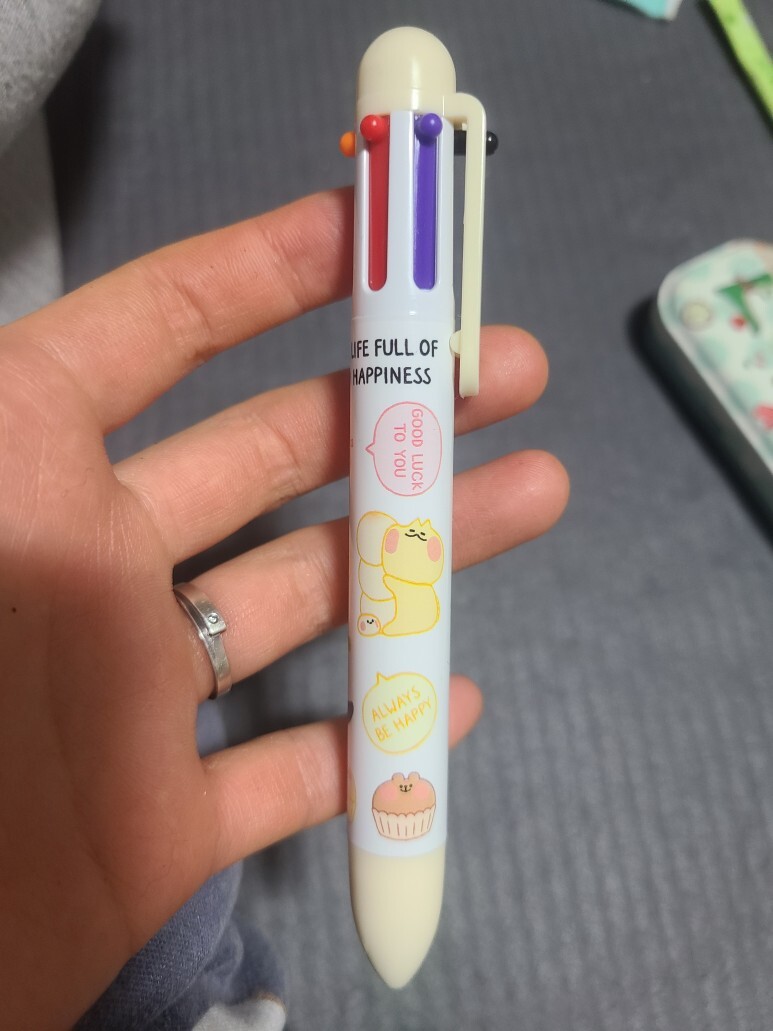 LIFE FULL OF
HAPPINESS
GOOD LUCK
TO YOU
ALWAYS
BE HAPPY